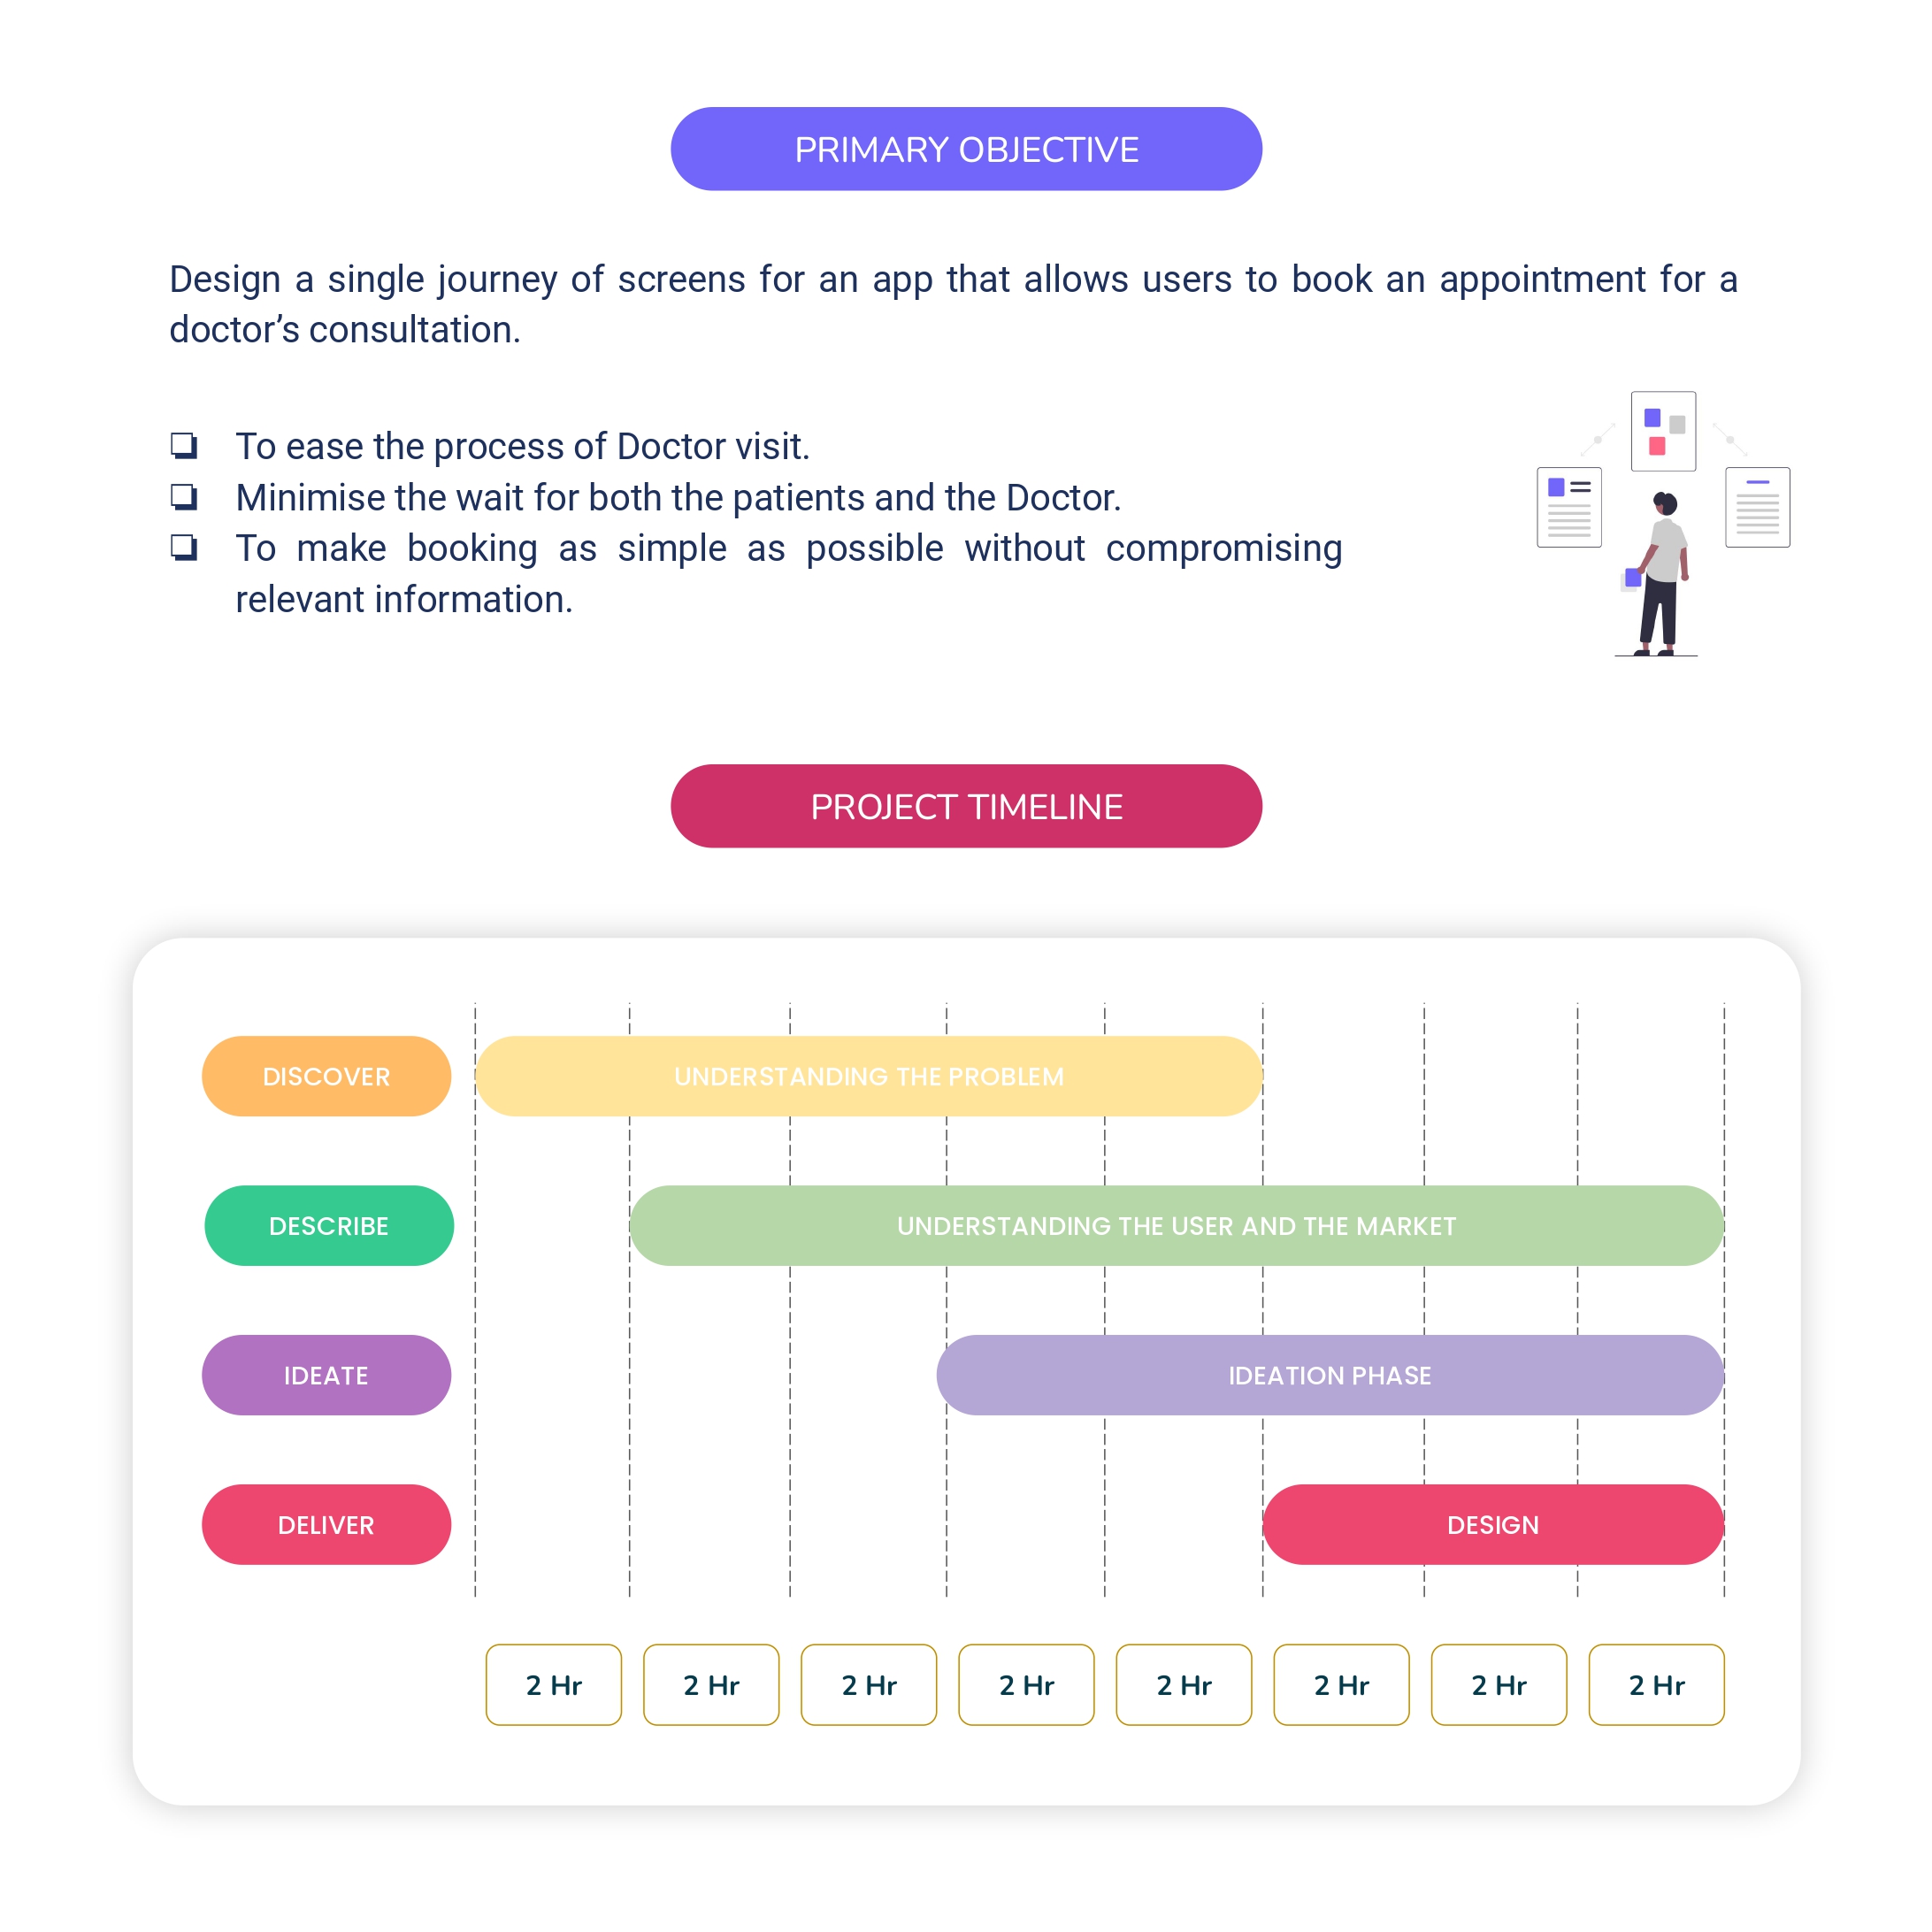 PRIMARY OBJECTIVE
Design a single journey of screens for an app that allows users to book an appointment for a
doctor’s consultation.
To ease the process of Doctor visit.
Minimise the wait for both the patients and the Doctor.
To make booking as simple as possible without compromising
relevant information.
PROJECT TIMELINE
DISCOVER
UNDERSTANDING THE PROBLEM
DESCRIBE
UNDERSTANDING THE USER AND THE MARKET
IDEATE
IDEATION PHASE
DELIVER
DESIGN
2 Hr
2 Hr
2 Hr
2 Hr
2 Hr
2 Hr
2 Hr
2 Hr